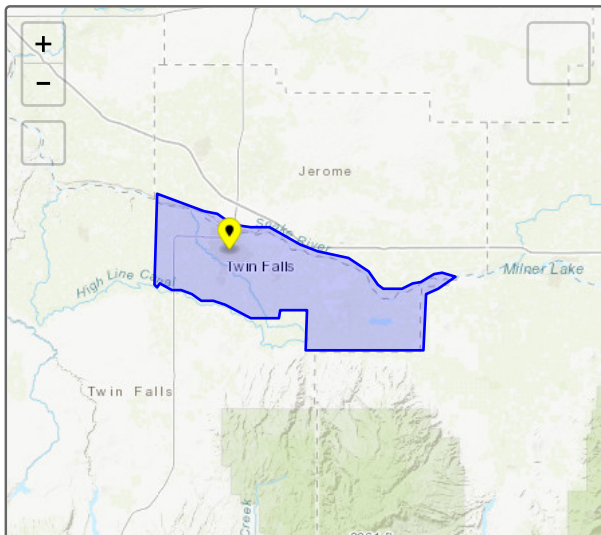 +
−
Jerome
Snake River
Twin Falls
High Line Canal
Milner Lake
Twin Falls
Creek